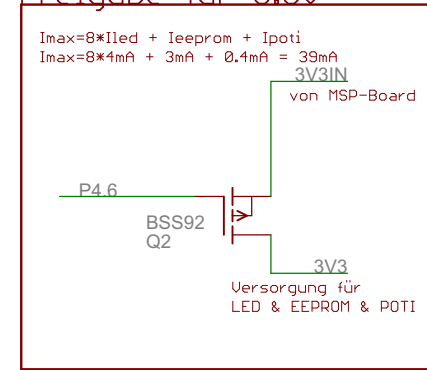 Imax=8*Iled + Ieeprom + Ipoti
Imax=8*4mA + 3mA + 0.4mA = 39mA
3V3IN
von MSP-Board
P4.6
BSS92
Q2
3V3
Versorgung für
LED & EEPROM & POTI